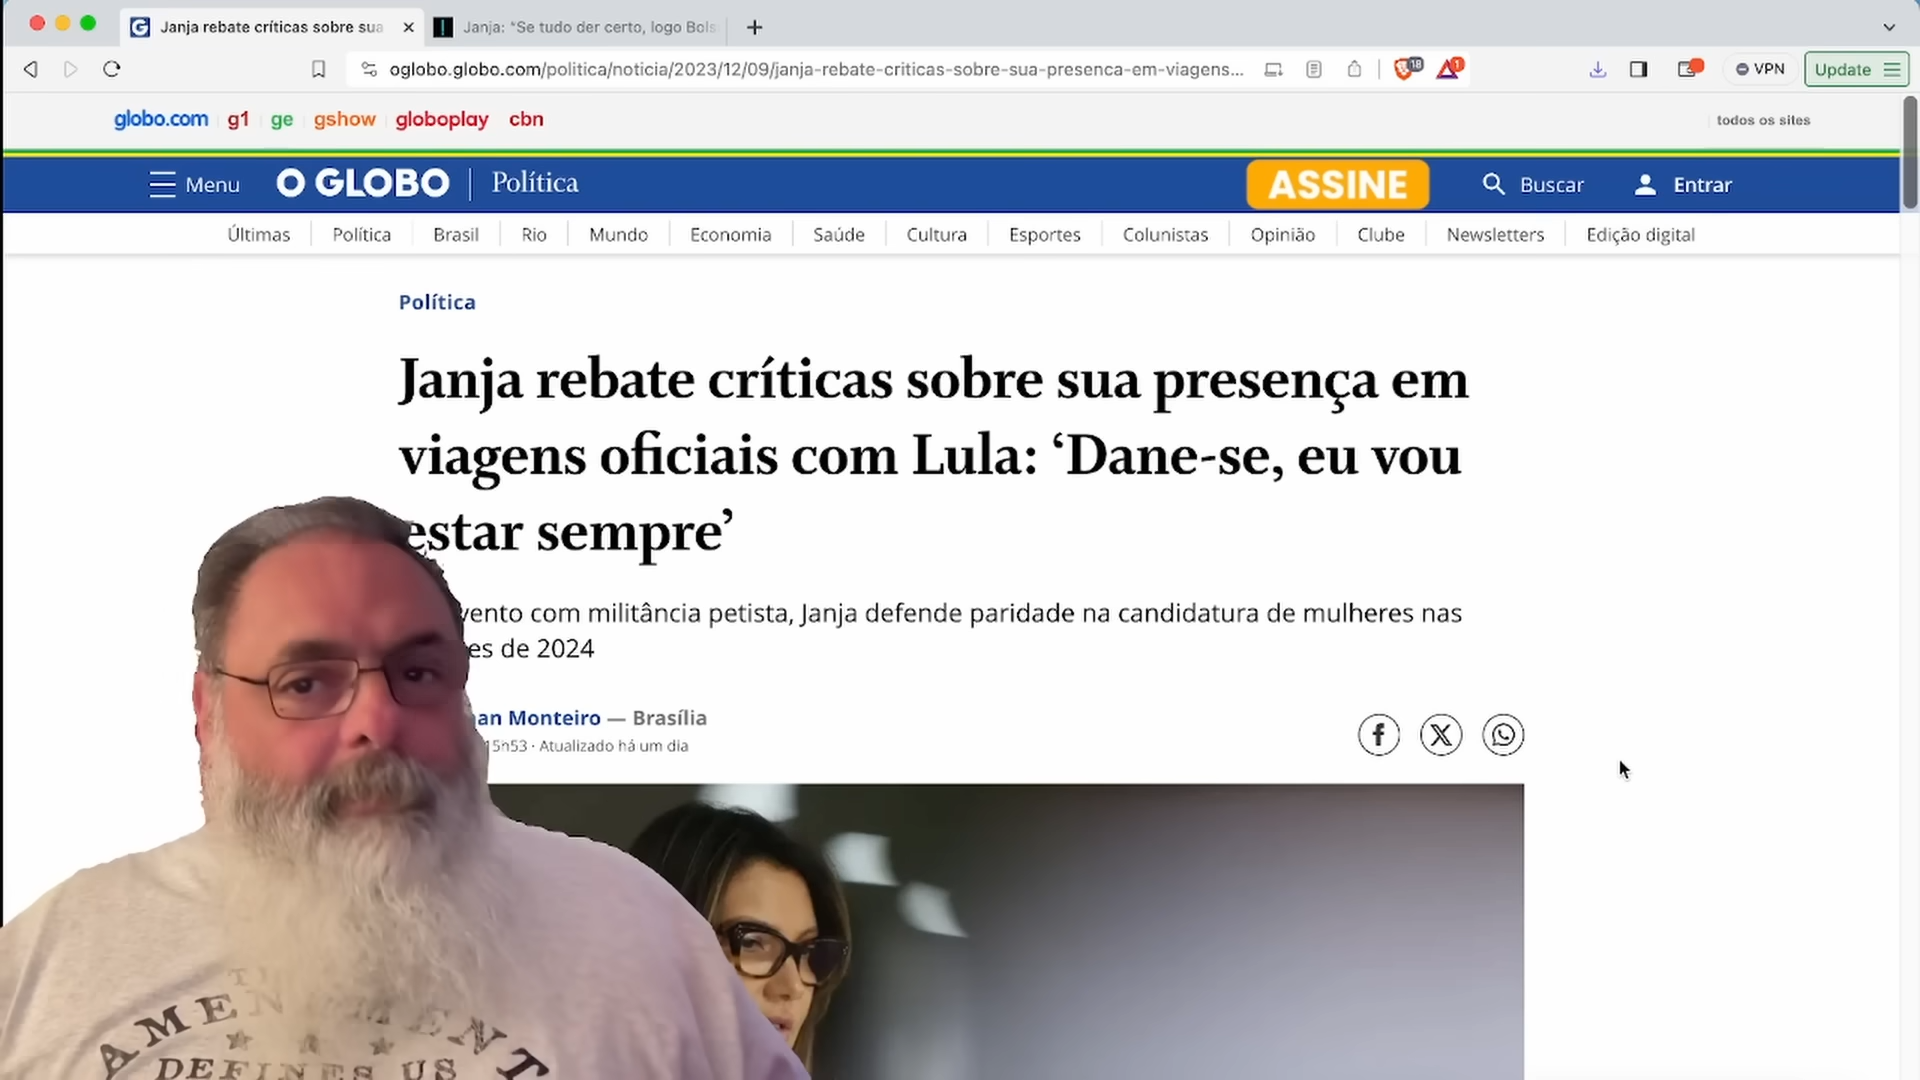 Janja rebate críticas sobre sua
Janja: "Se tudo der certo, logo Bols
oglobo.globo.com/politica/noticia/2023/12/09/janja-rebate-criticas-sobre-sua-presenca-em-viagens...
18
1
VPN
Update
globo.com g1 ge gshow globoplay cbn
todos os sites
Menu
O GLOBO
Política
ASSINE
Buscar
Entrar
Últimas
Política
Brasil
Rio
Mundo
Economia
Saúde
Cultura
Esportes
Colunistas
Opinião
Clube
Newsletters
Edição digital
Política
Janja rebate críticas sobre sua presença em
viagens oficiais com Lula: ‘Dane-se, eu vou
estar sempre’
vento com militância petista, Janja defende paridade na candidatura de mulheres nas
es de 2024
an Monteiro — Brasília
15h53 · Atualizado há um dia
AMENDMENT
DEFINES US